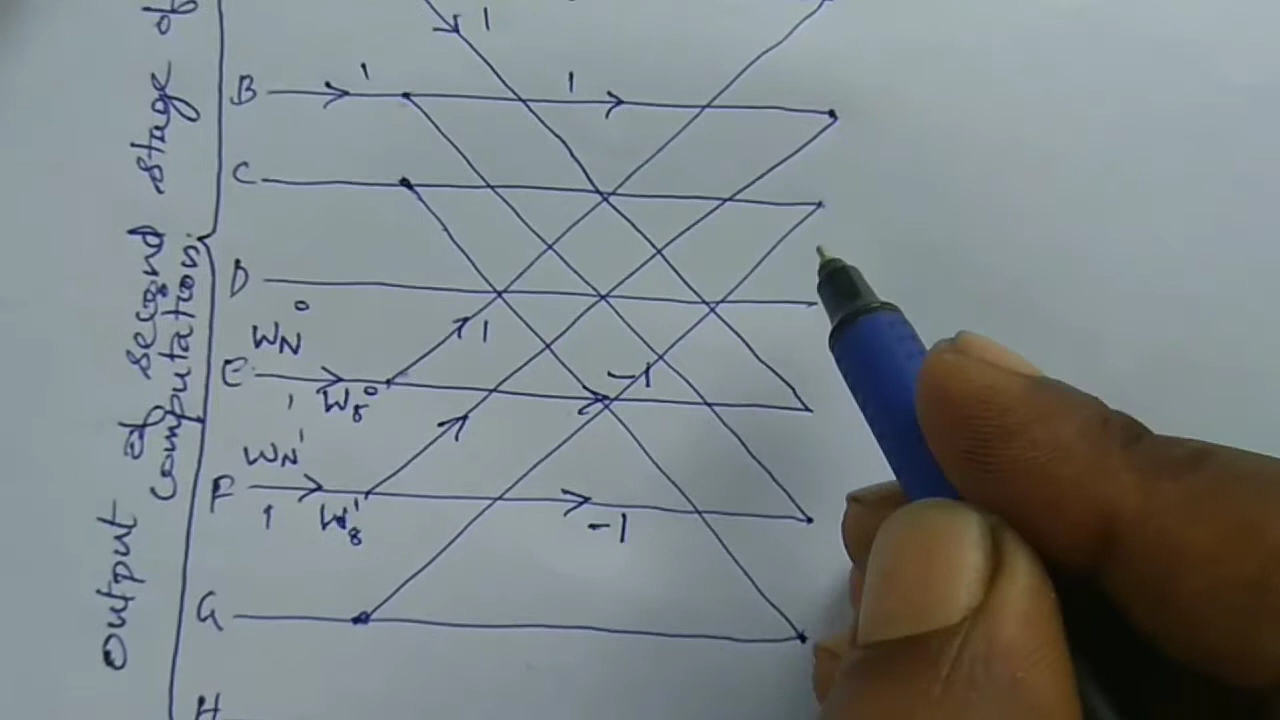 Output of second stage of
computation.
1
B 1 1
C
D
W_N^0
E W_8^0 1 -1
W_N^1
F 1 W_8^1 -1
G
H